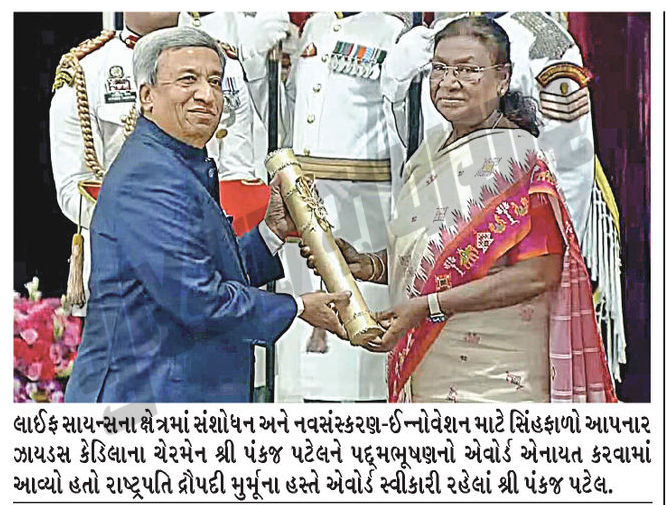 લાઈફ સાયન્સના ક્ષેત્રમાં સંશોધન અને નવસંસ્કરણ-ઈન્નોવેશન માટે સિંહફાળો આપનાર
ઝાયડસ કેડિલાના ચેરમેન શ્રી પંકજ પટેલને પદ્મભૂષણનો એવોર્ડ એનાયત કરવામાં
આવ્યો હતો રાષ્ટ્રપતિ દ્રૌપદી મુર્મૂના હસ્તે એવોર્ડ સ્વીકારી રહેલાં શ્રી પંકજ પટેલ.